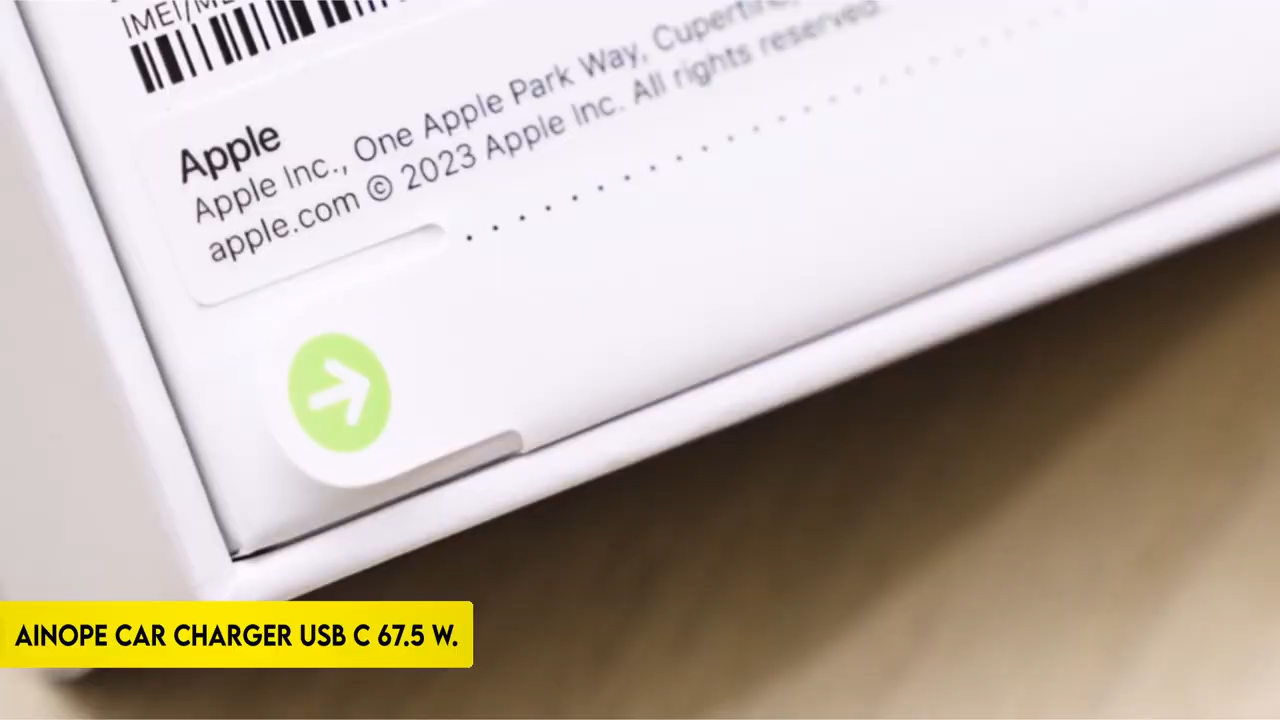 Apple
Apple Inc., One Apple Park Way,
apple.com © 2023 Apple Inc. All rights reserved.
AINOPE CAR CHARGER USB C 67.5 W.